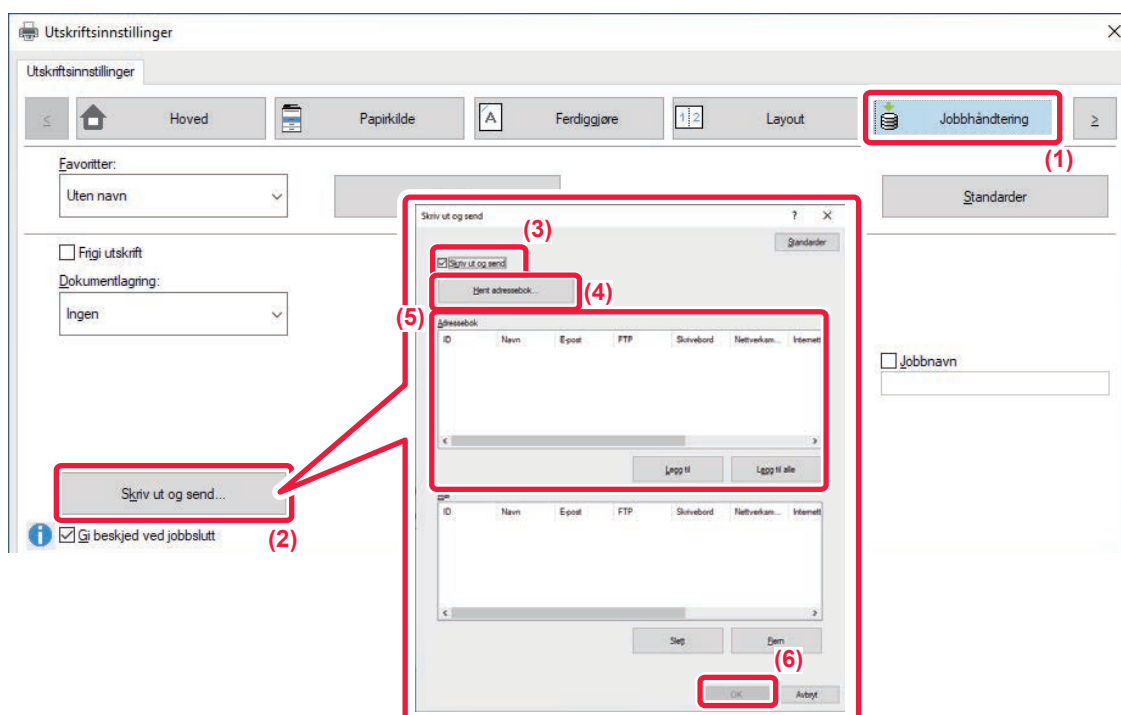 Utskriftsinnstillinger
Utskriftsinnstillinger
< Hoved Papirkilde Ferdiggjøre Layout Jobbhåndtering >
(1)
Favoritter:
Uten navn
Standarder
Frigi utskrift
Dokumentlagring:
Ingen
Jobbnavn
Skriv ut og send...
(2)
Gi beskjed ved jobbslutt
Skriv ut og send ? X
Standarder
(3)
Skriv ut og send
Hent adressebok...
(4)
(5)
Adressebok
ID Navn E-post FTP Skrivebord Nettverkam... Internett
Legg til Legg til alle
ID Navn E-post FTP Skrivebord Nettverkam... Internett
Slett Fjern
(6)
OK Avbryt